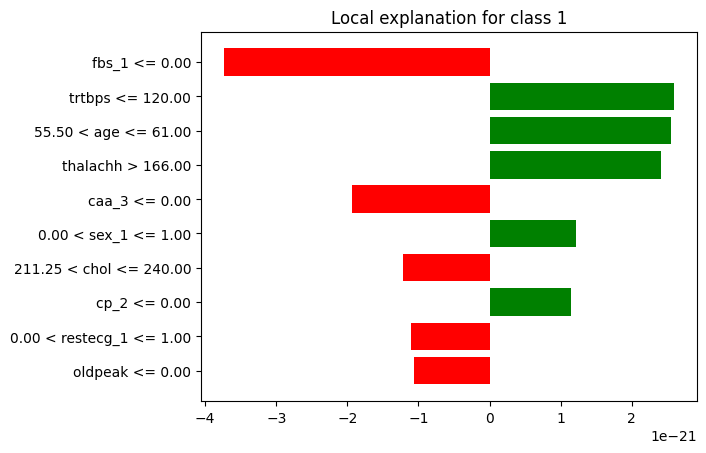 Local explanation for class 1
fbs_1 <= 0.00
trtbps <= 120.00
55.50 < age <= 61.00
thalachh > 166.00
caa_3 <= 0.00
0.00 < sex_1 <= 1.00
211.25 < chol <= 240.00
cp_2 <= 0.00
0.00 < restecg_1 <= 1.00
oldpeak <= 0.00
−4 −3 −2 −1 0 1 2
1e−21